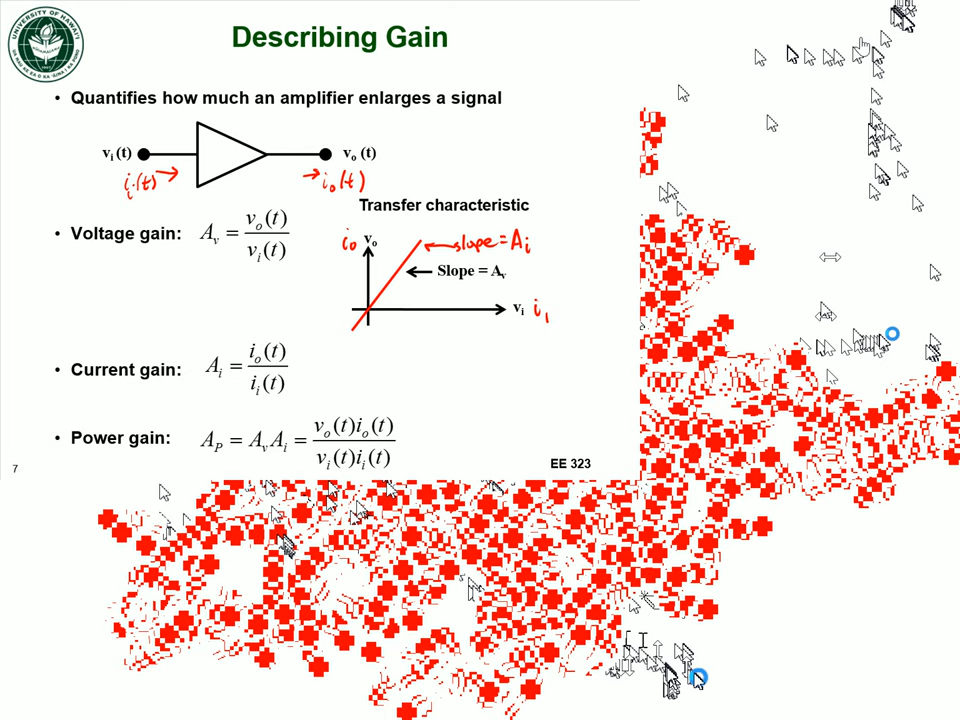 UNIVERSITY OF HAWAI'I
Describing Gain
• Quantifies how much an amplifier enlarges a signal
vi (t)
vo (t)
ii(t) →
→ io(t)
Transfer characteristic
• Voltage gain: Av = vo(t) / vi(t)
io vo
← slope = Ai
Slope = Av
vi i1
• Current gain: Ai = io(t) / ii(t)
• Power gain: AP = AvAi = vo(t)io(t) / vi(t)ii(t)
7
EE 323